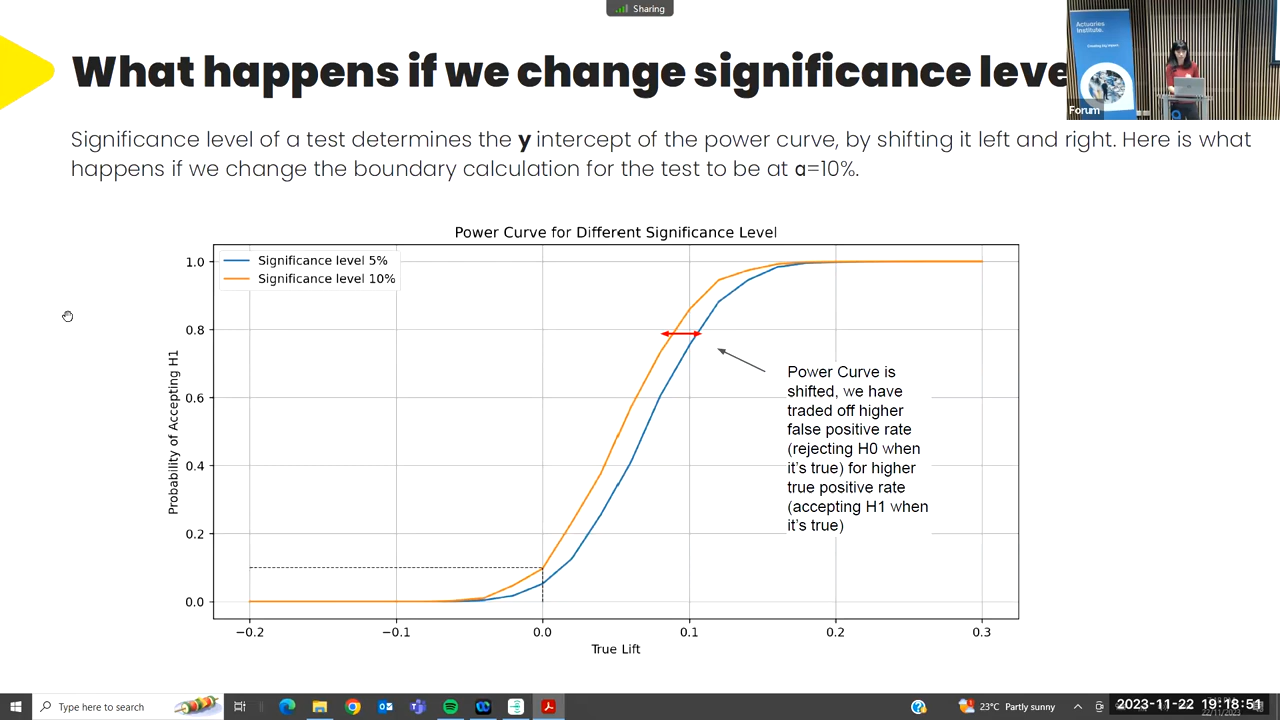 Sharing
Actuaries
Institute.
Forum
What happens if we change significance leve
Significance level of a test determines the y intercept of the power curve, by shifting it left and right. Here is what
happens if we change the boundary calculation for the test to be at α=10%.
Power Curve for Different Significance Level
Significance level 5%
Significance level 10%
Probability of Accepting H1
1.0
0.8
0.6
0.4
0.2
0.0
−0.2
−0.1
0.0
0.1
0.2
0.3
True Lift
Power Curve is
shifted, we have
traded off higher
false positive rate
(rejecting H0 when
it's true) for higher
true positive rate
(accepting H1 when
it's true)
Type here to search
23°C Partly sunny
2023-11-22 19:18:51